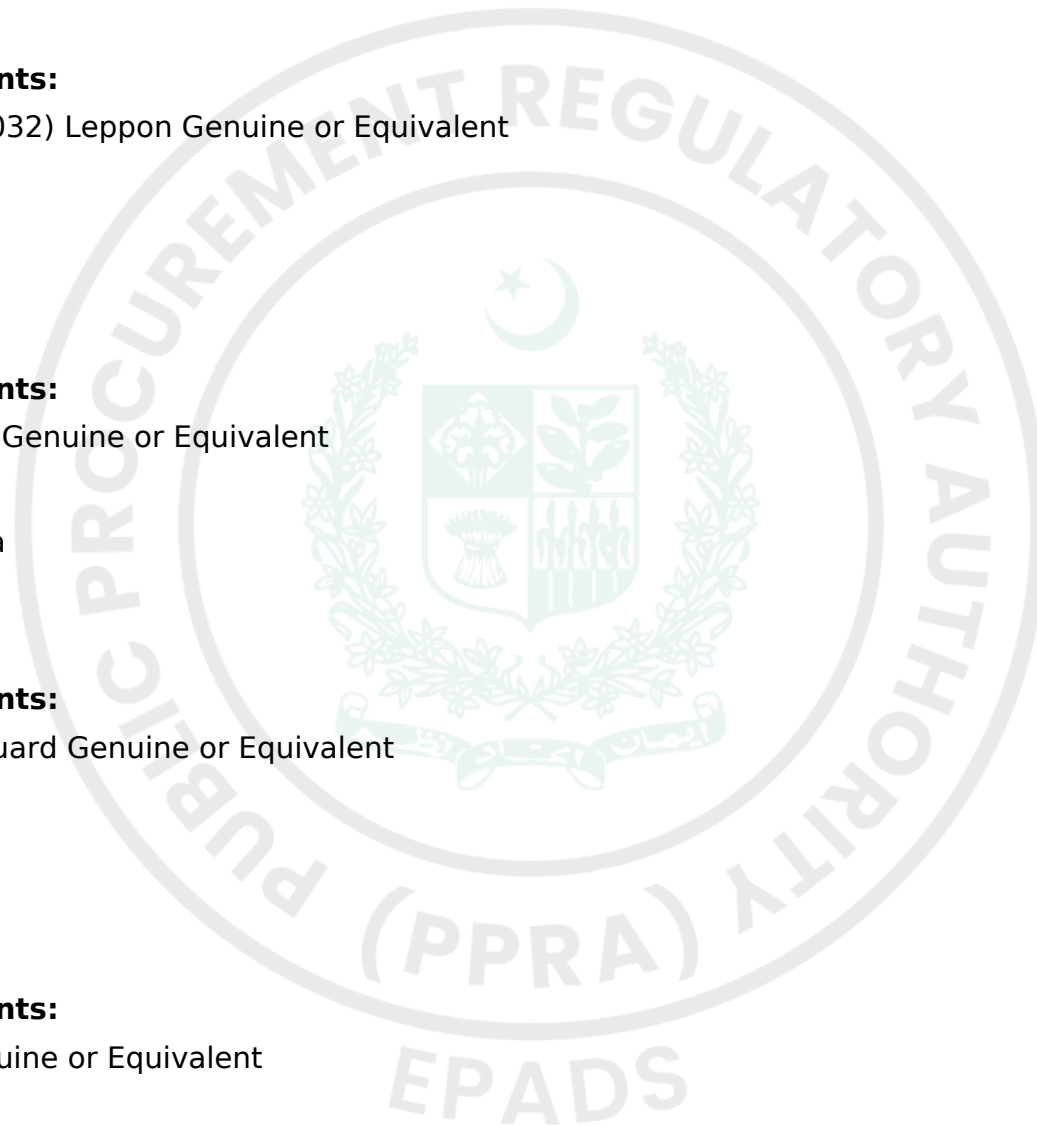 nts:
032) Leppon Genuine or Equivalent
nts:
Genuine or Equivalent
a
nts:
uard Genuine or Equivalent
nts:
uine or Equivalent
PUBLIC PROCUREMENT REGULATORY AUTHORITY
(PPRA)
EPADS